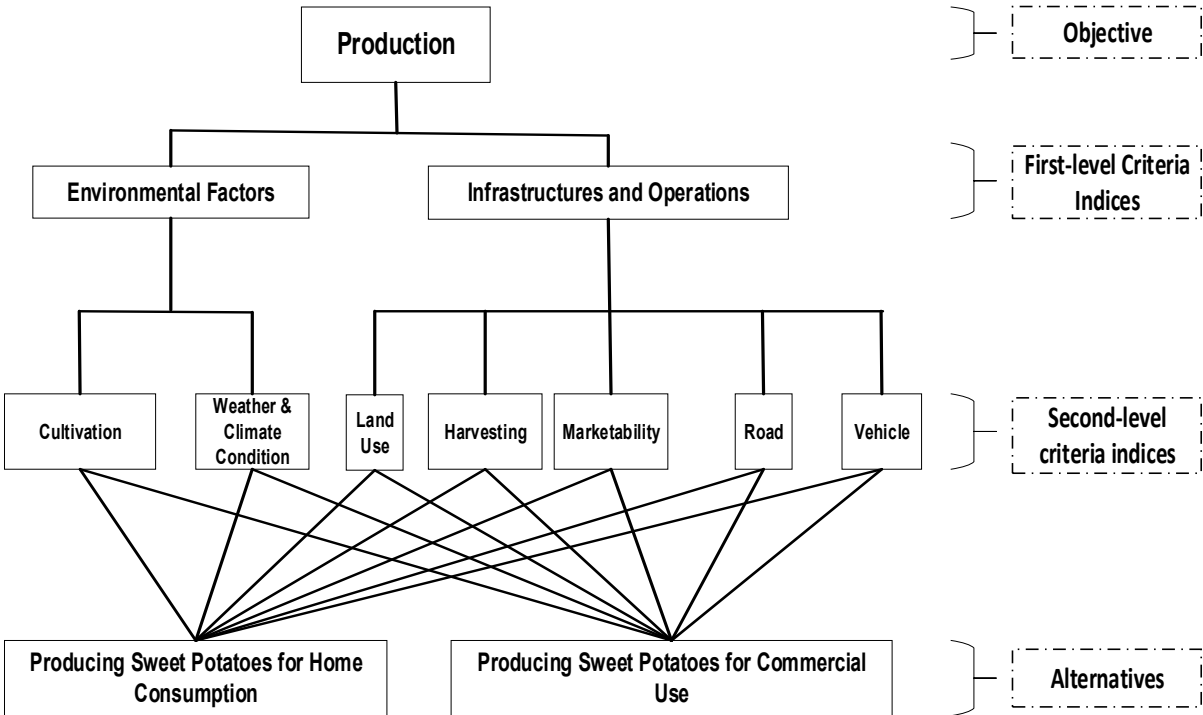 Production
Objective
Environmental Factors
Infrastructures and Operations
First-level Criteria
Indices
Cultivation
Weather &
Climate
Condition
Land
Use
Harvesting
Marketability
Road
Vehicle
Second-level
criteria indices
Producing Sweet Potatoes for Home
Consumption
Producing Sweet Potatoes for Commercial
Use
Alternatives